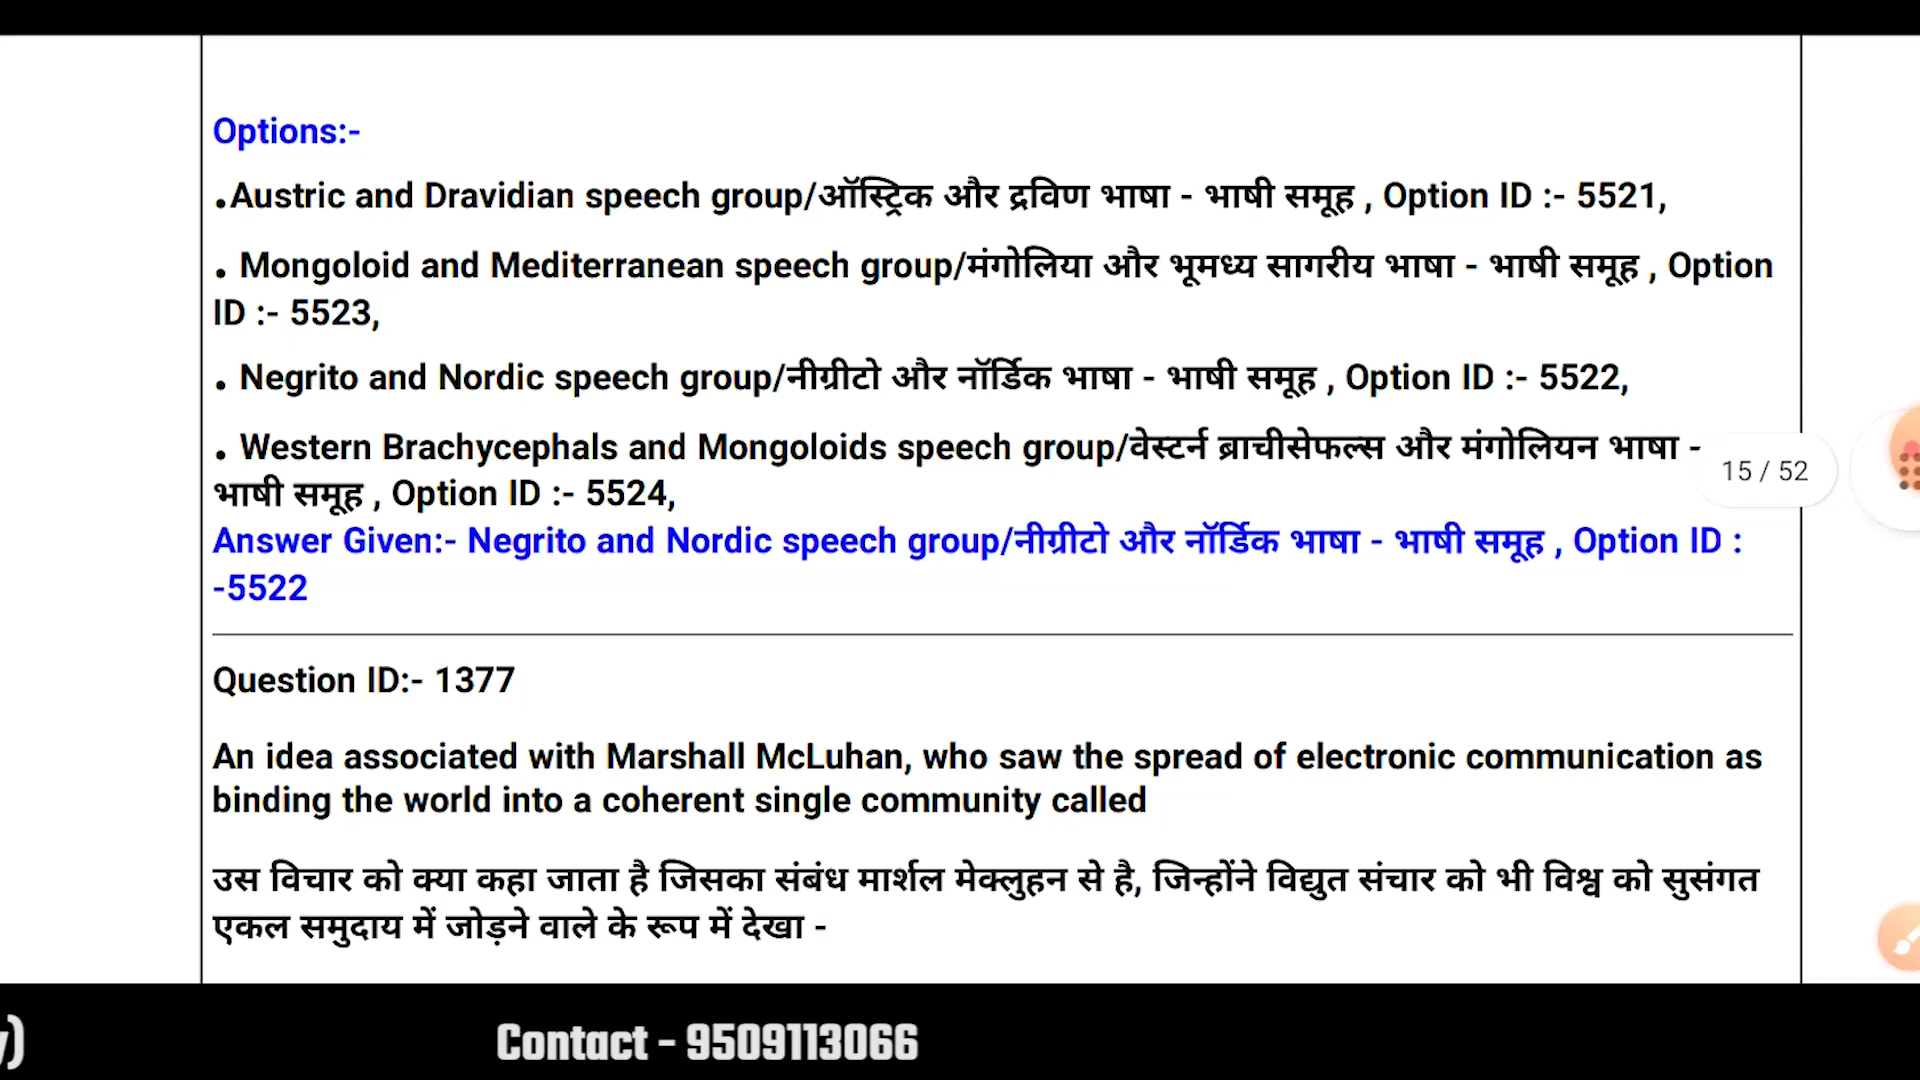 Options:-
.Austric and Dravidian speech group/ऑस्ट्रिक और द्रविण भाषा - भाषी समूह , Option ID :- 5521,
. Mongoloid and Mediterranean speech group/मंगोलिया और भूमध्य सागरीय भाषा - भाषी समूह , Option
ID :- 5523,
. Negrito and Nordic speech group/नीग्रीटो और नॉर्डिक भाषा - भाषी समूह , Option ID :- 5522,
. Western Brachycephals and Mongoloids speech group/वेस्टर्न ब्राचीसेफल्स और मंगोलियन भाषा -
15 / 52
भाषी समूह , Option ID :- 5524,
Answer Given:- Negrito and Nordic speech group/नीग्रीटो और नॉर्डिक भाषा - भाषी समूह , Option ID :
-5522
Question ID:- 1377
An idea associated with Marshall McLuhan, who saw the spread of electronic communication as
binding the world into a coherent single community called
उस विचार को क्या कहा जाता है जिसका संबंध मार्शल मेक्लुहन से है, जिन्होंने विद्युत संचार को भी विश्व को सुसंगत
एकल समुदाय में जोड़ने वाले के रूप में देखा -
Contact - 9509113066